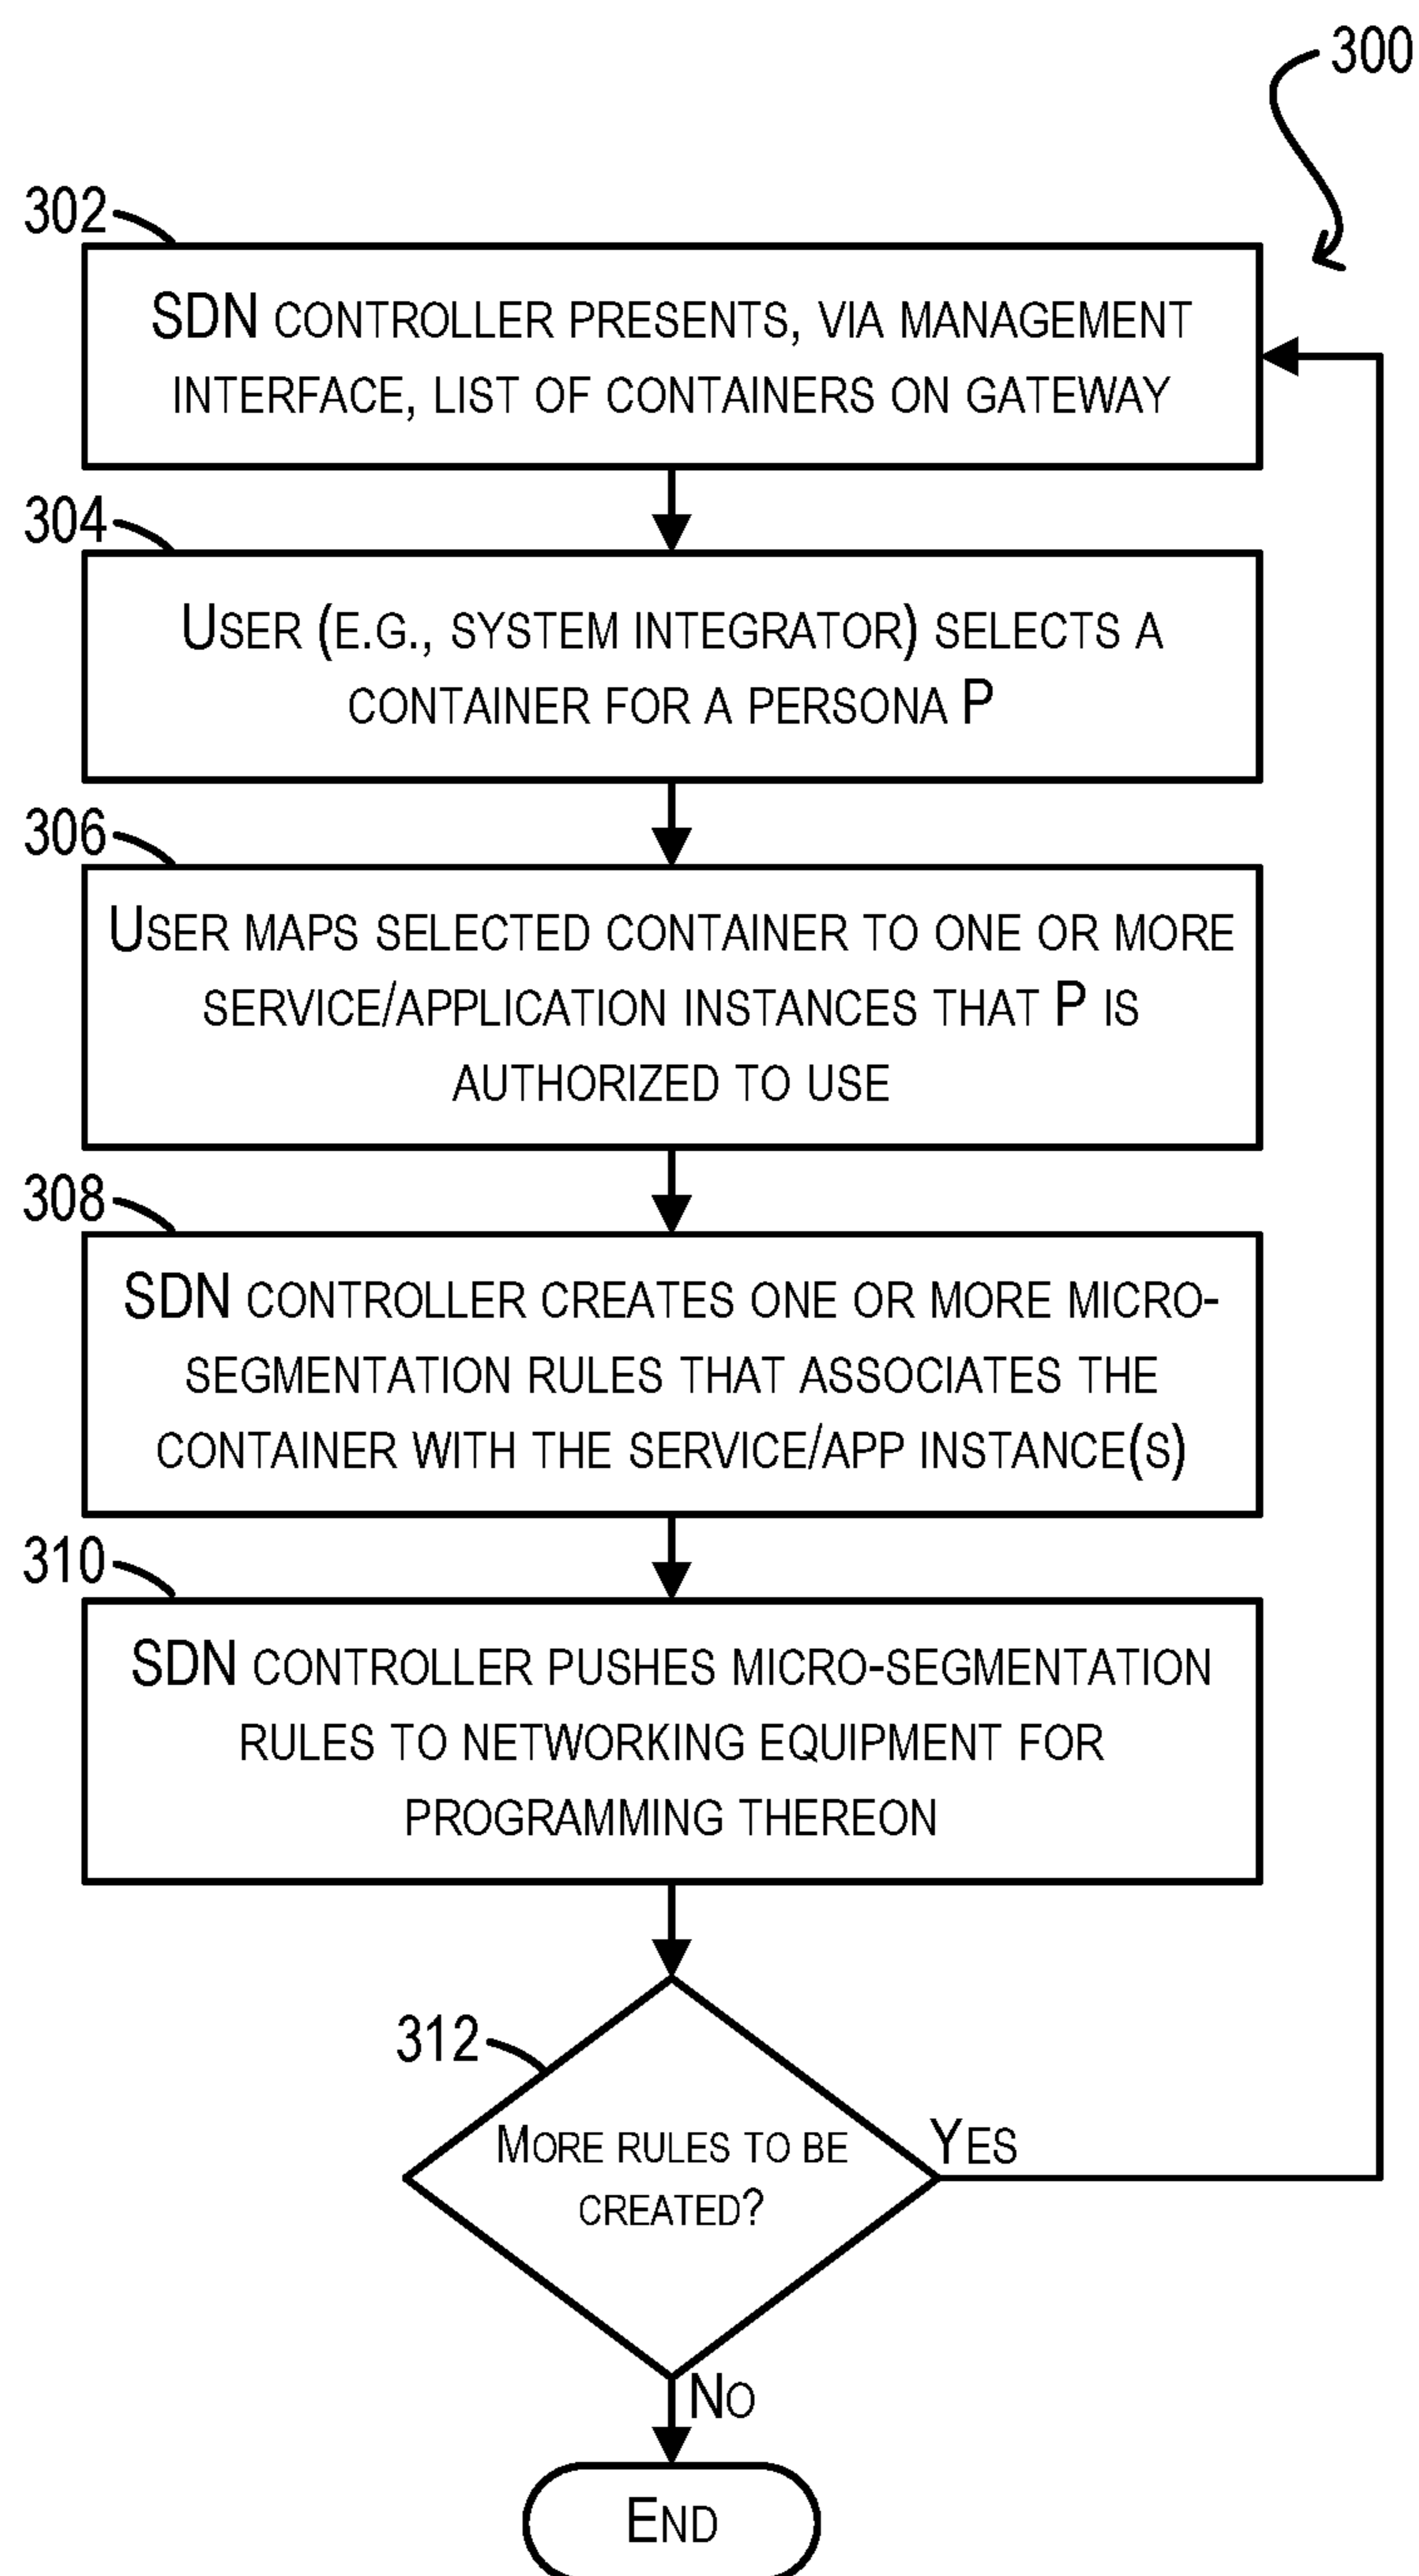 300
302
SDN CONTROLLER PRESENTS, VIA MANAGEMENT
INTERFACE, LIST OF CONTAINERS ON GATEWAY
304
USER (E.G., SYSTEM INTEGRATOR) SELECTS A
CONTAINER FOR A PERSONA P
306
USER MAPS SELECTED CONTAINER TO ONE OR MORE
SERVICE/APPLICATION INSTANCES THAT P IS
AUTHORIZED TO USE
308
SDN CONTROLLER CREATES ONE OR MORE MICRO-
SEGMENTATION RULES THAT ASSOCIATES THE
CONTAINER WITH THE SERVICE/APP INSTANCE(S)
310
SDN CONTROLLER PUSHES MICRO-SEGMENTATION
RULES TO NETWORKING EQUIPMENT FOR
PROGRAMMING THEREON
312
MORE RULES TO BE
CREATED?
YES
NO
END